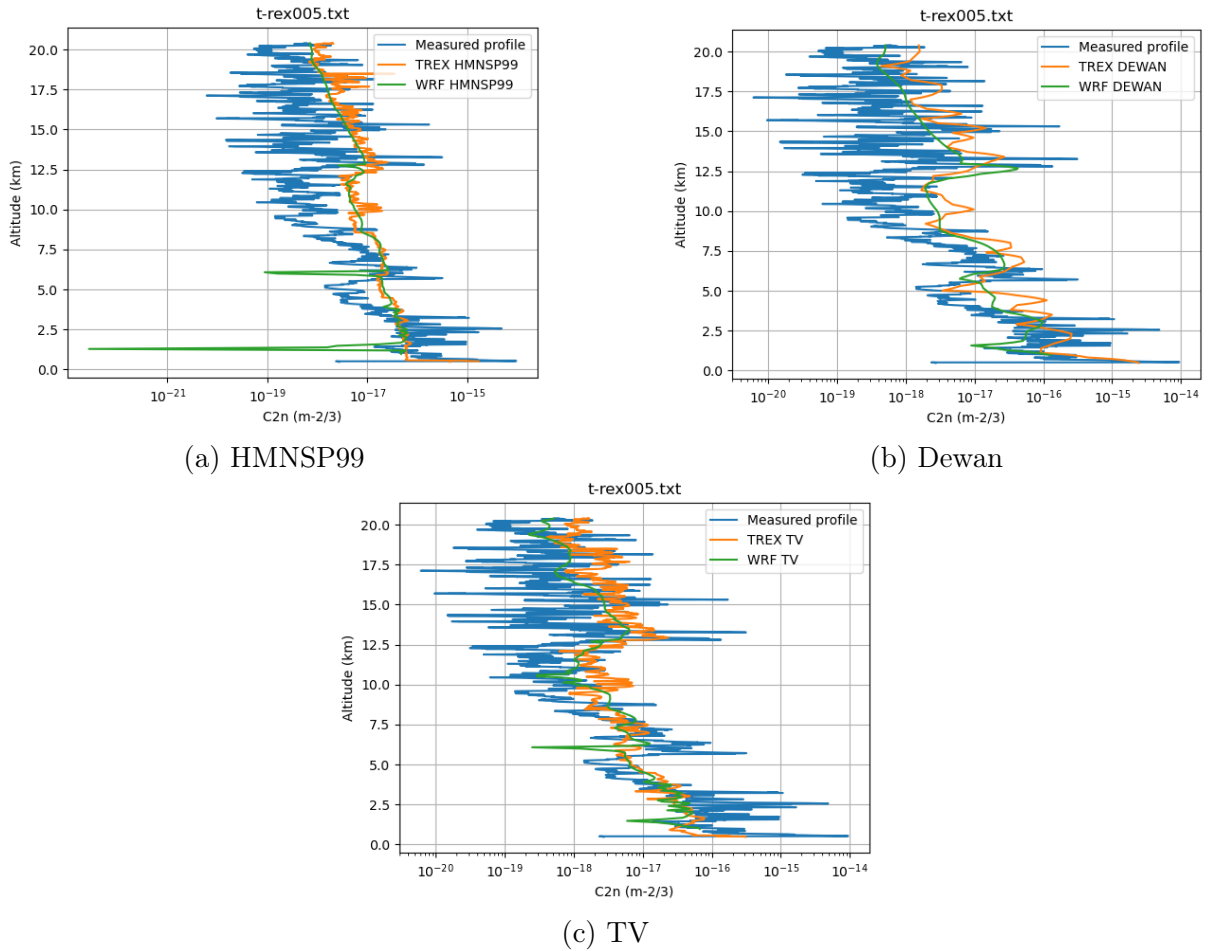 t-rex005.txt
Measured profile
TREX HMNSP99
WRF HMNSP99
Altitude (km)
20.0
17.5
15.0
12.5
10.0
7.5
5.0
2.5
0.0
10⁻²¹ 10⁻¹⁹ 10⁻¹⁷ 10⁻¹⁵
C2n (m-2/3)
(a) HMNSP99
t-rex005.txt
Measured profile
TREX DEWAN
WRF DEWAN
Altitude (km)
20.0
17.5
15.0
12.5
10.0
7.5
5.0
2.5
0.0
10⁻²⁰ 10⁻¹⁹ 10⁻¹⁸ 10⁻¹⁷ 10⁻¹⁶ 10⁻¹⁵ 10⁻¹⁴
C2n (m-2/3)
(b) Dewan
t-rex005.txt
Measured profile
TREX TV
WRF TV
Altitude (km)
20.0
17.5
15.0
12.5
10.0
7.5
5.0
2.5
0.0
10⁻²⁰ 10⁻¹⁹ 10⁻¹⁸ 10⁻¹⁷ 10⁻¹⁶ 10⁻¹⁵ 10⁻¹⁴
C2n (m-2/3)
(c) TV